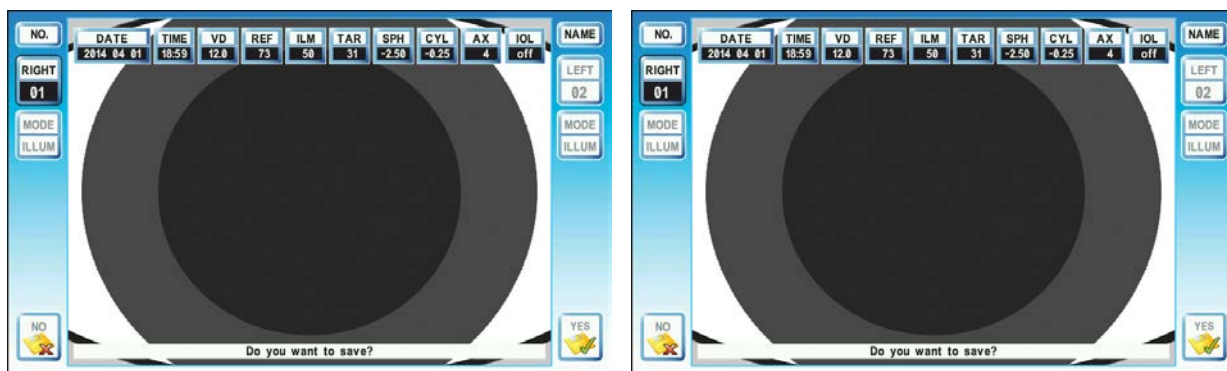 NO. DATE TIME VD REF ILM TAR SPH CYL AX IOL NAME
2014 04 01 18:59 12.0 73 50 31 -2.50 -0.25 4 off
RIGHT LEFT
01 02
MODE MODE
ILLUM ILLUM
NO YES
Do you want to save?
NO. DATE TIME VD REF ILM TAR SPH CYL AX IOL NAME
2014 04 01 18:59 12.0 73 50 31 -2.50 -0.25 4 off
RIGHT LEFT
01 02
MODE MODE
ILLUM ILLUM
NO YES
Do you want to save?